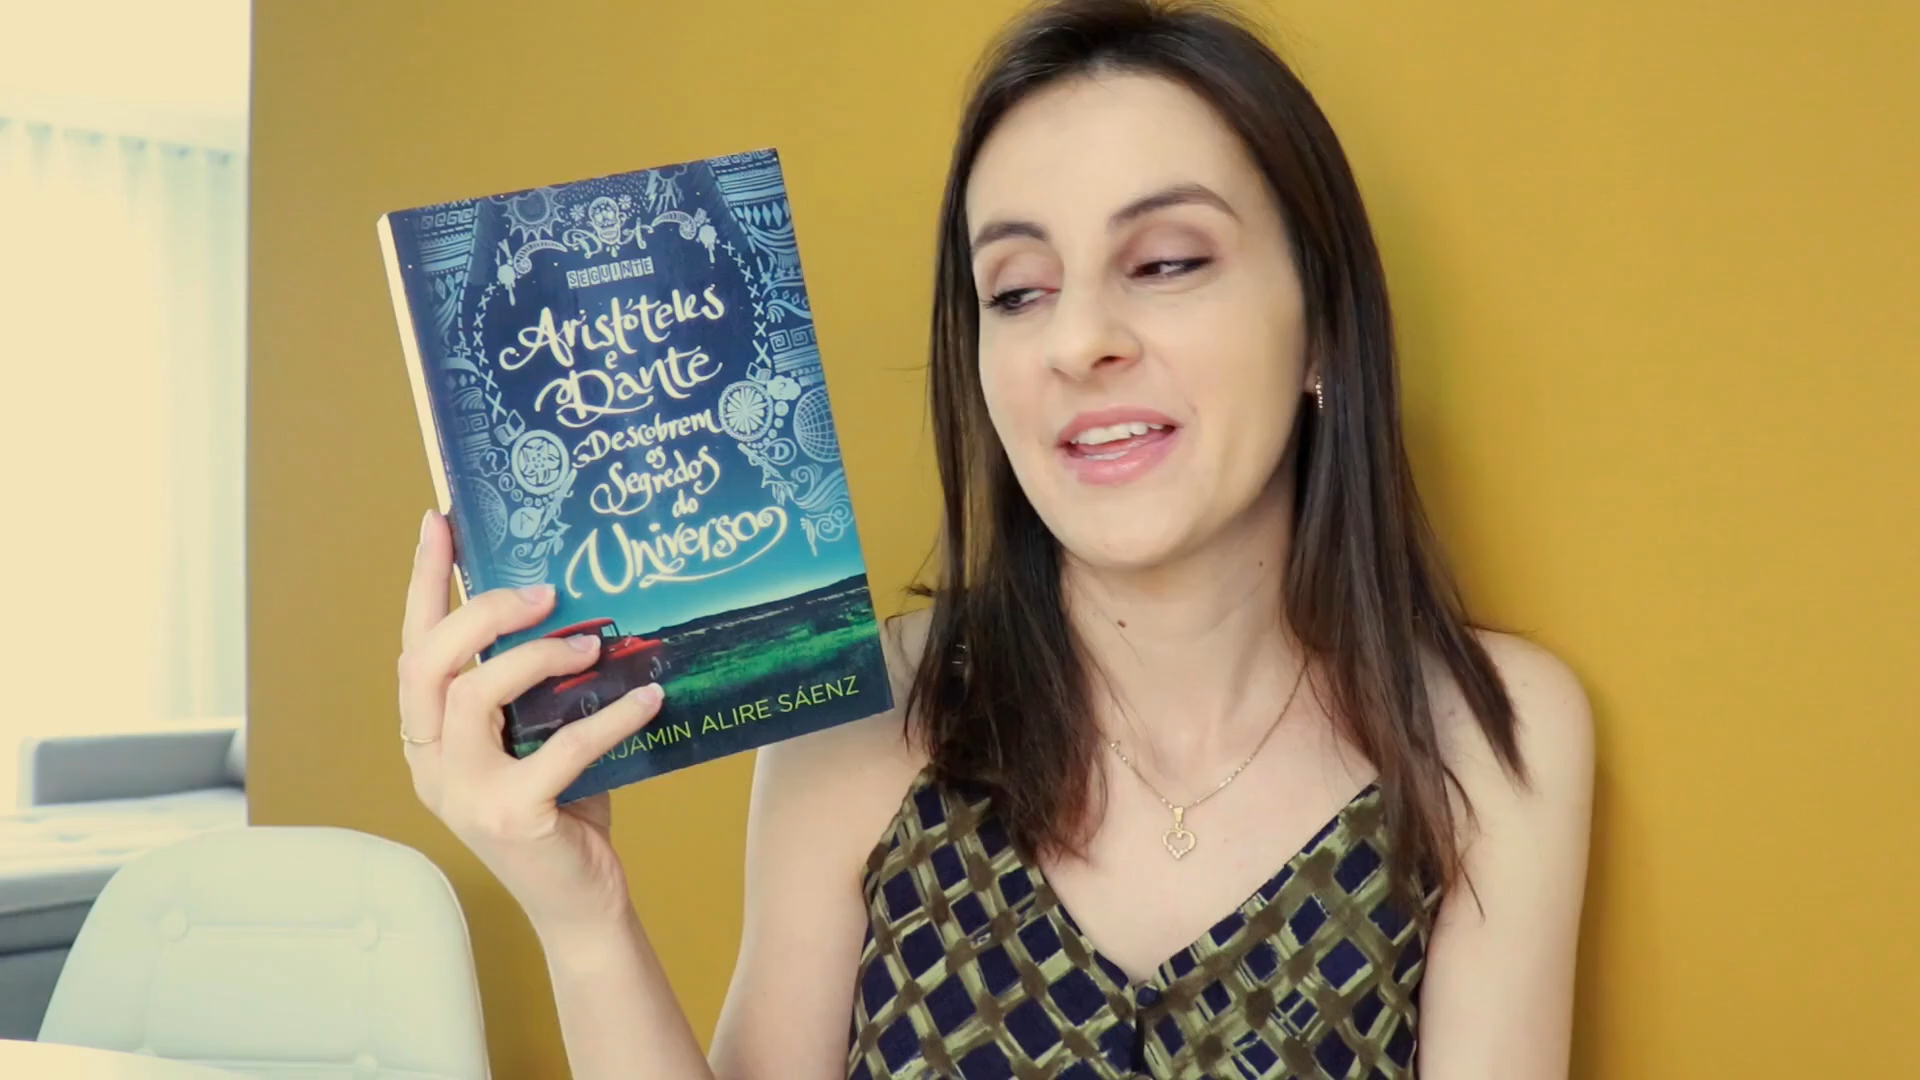 SEGUINTE
Aristóteles
e
Dante
Descobrem
os
Segredos
do
Universo
ENJAMIN ALIRE SÁENZ